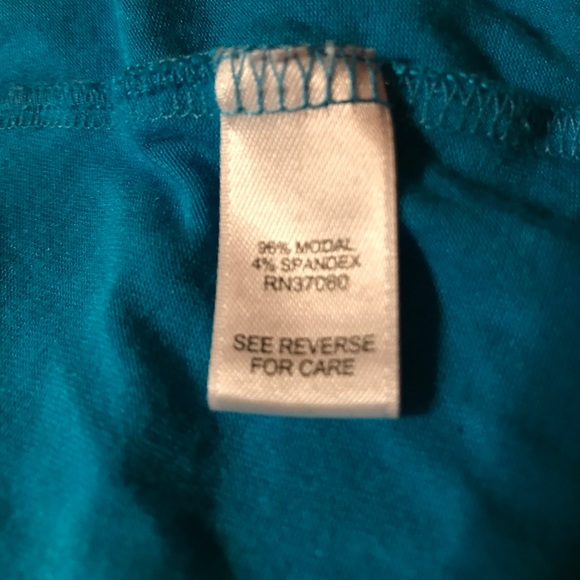 96% MODAL
4% SPANDEX
RN37080
SEE REVERSE
FOR CARE